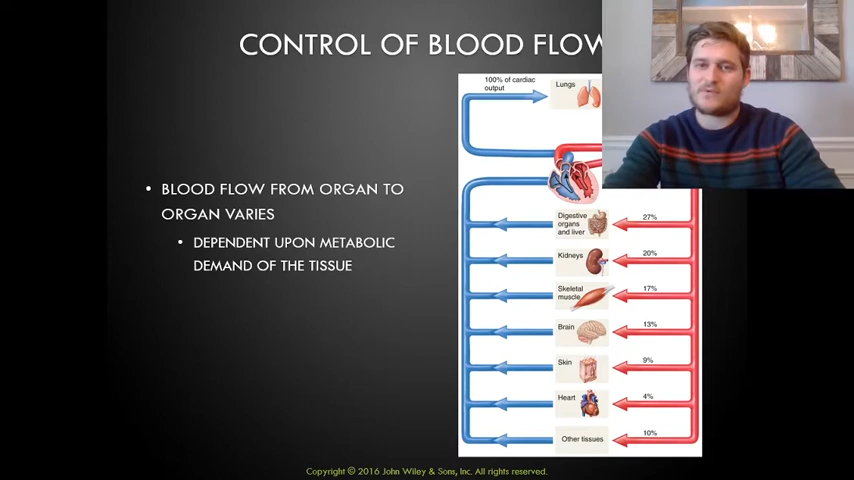 CONTROL OF BLOOD FLOW
100% of cardiac
output
Lungs
• BLOOD FLOW FROM ORGAN TO
ORGAN VARIES
• DEPENDENT UPON METABOLIC
DEMAND OF THE TISSUE
Digestive
organs
and liver
27%
Kidneys
20%
Skeletal
muscle
17%
Brain
13%
Skin
9%
Heart
4%
Other tissues
10%
Copyright © 2016 John Wiley & Sons, Inc. All rights reserved.